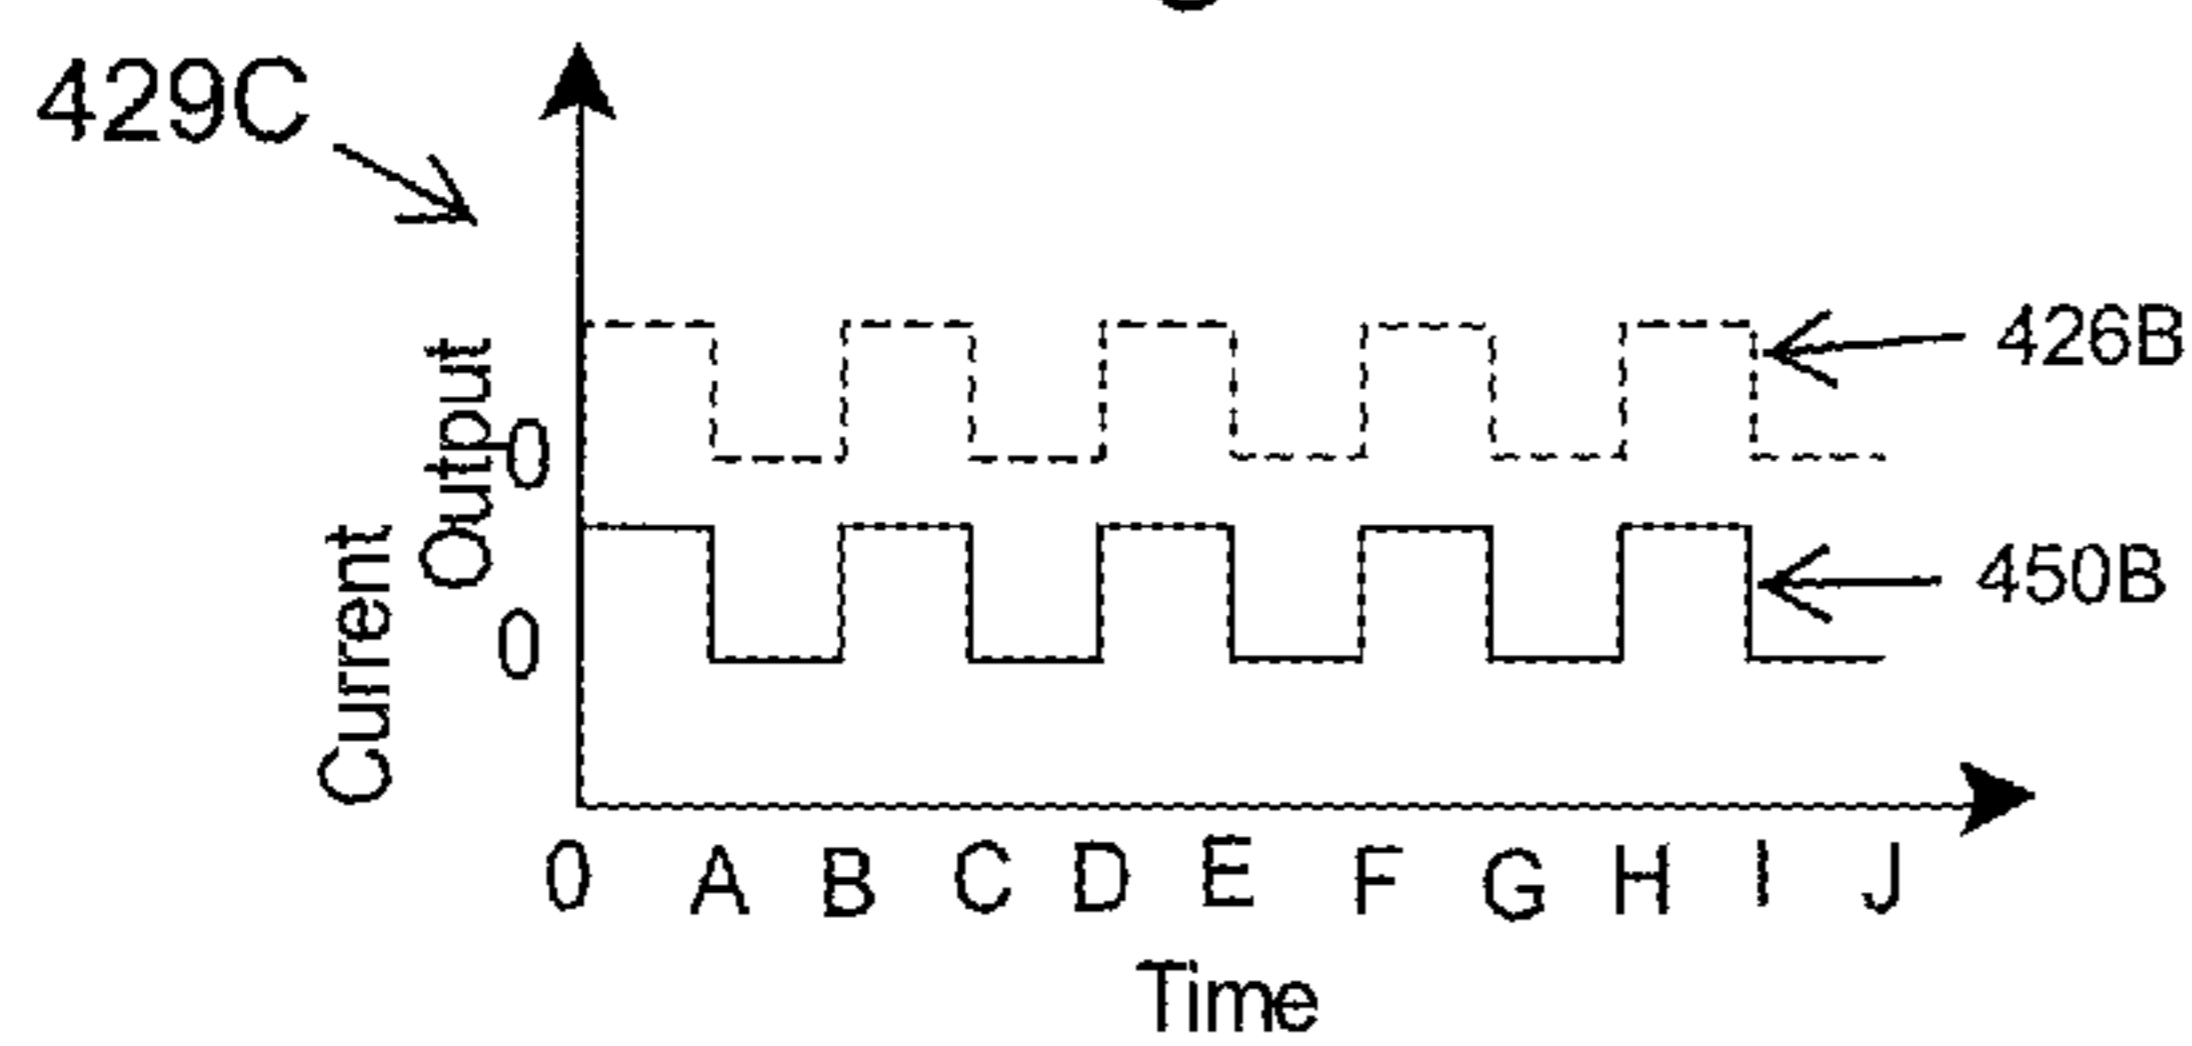 429C
426B
Output
0
450B
Current
0
0 A B C D E F G H I J
Time